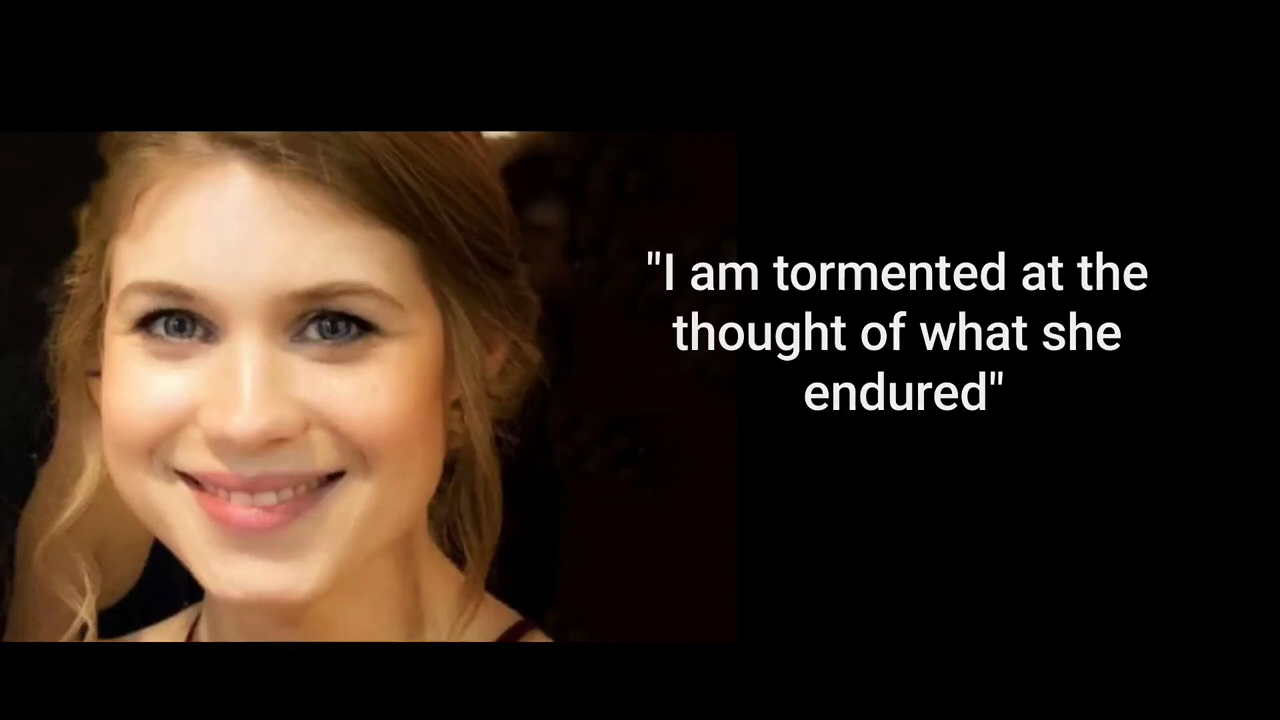 "I am tormented at the
thought of what she
endured"